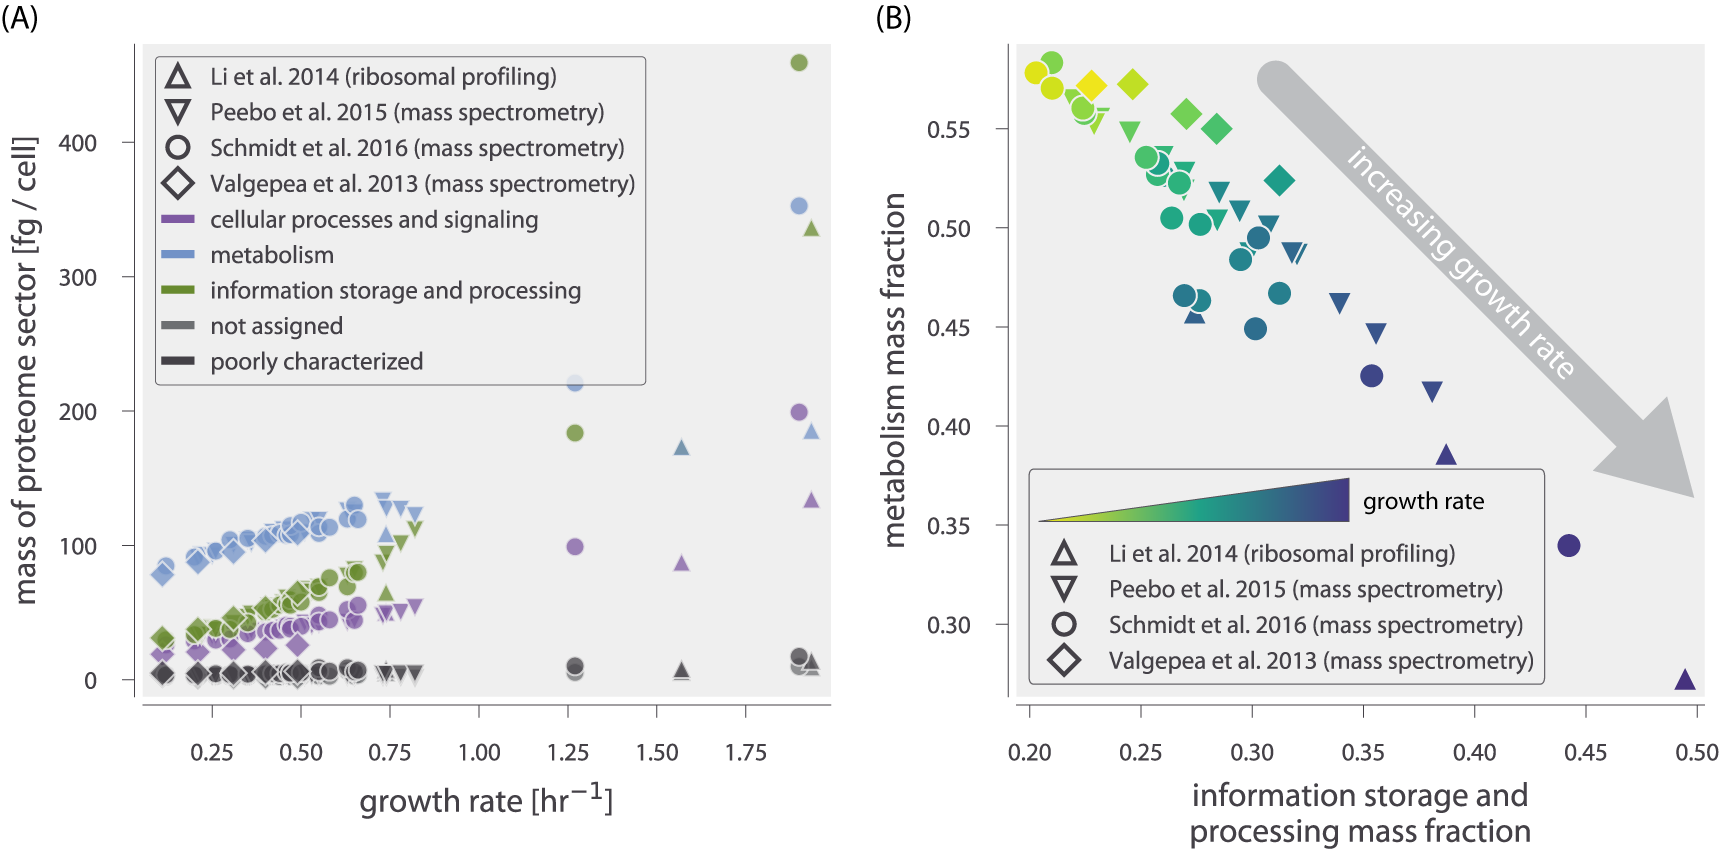 (A)
mass of proteome sector [fg / cell]
400
300
200
100
0
Li et al. 2014 (ribosomal profiling)
Peebo et al. 2015 (mass spectrometry)
Schmidt et al. 2016 (mass spectrometry)
Valgepea et al. 2013 (mass spectrometry)
cellular processes and signaling
metabolism
information storage and processing
not assigned
poorly characterized
0.25 0.50 0.75 1.00 1.25 1.50 1.75
growth rate [hr−1]
(B)
metabolism mass fraction
0.55
0.50
0.45
0.40
0.35
0.30
increasing growth rate
growth rate
Li et al. 2014 (ribosomal profiling)
Peebo et al. 2015 (mass spectrometry)
Schmidt et al. 2016 (mass spectrometry)
Valgepea et al. 2013 (mass spectrometry)
0.20 0.25 0.30 0.35 0.40 0.45 0.50
information storage and
processing mass fraction